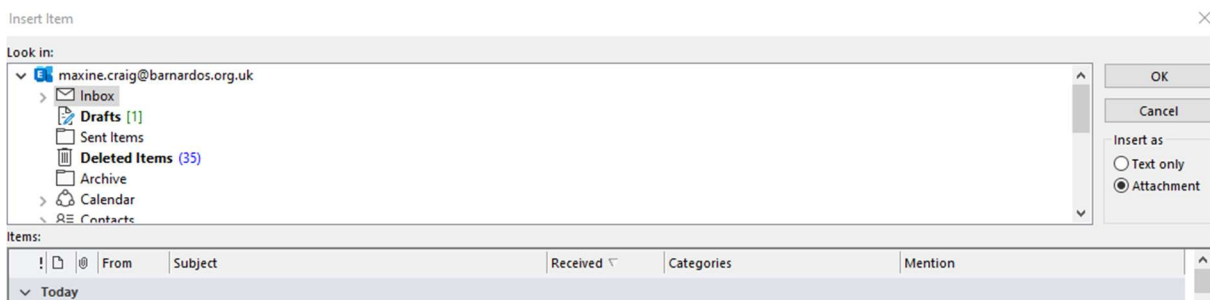 Insert Item
Look in:
maxine.craig@barnardos.org.uk
OK
Inbox
Cancel
Drafts [1]
Sent Items
Insert as
Deleted Items (35)
Text only
Archive
Attachment
Calendar
Contacts
Items:
! From Subject Received Categories Mention
Today